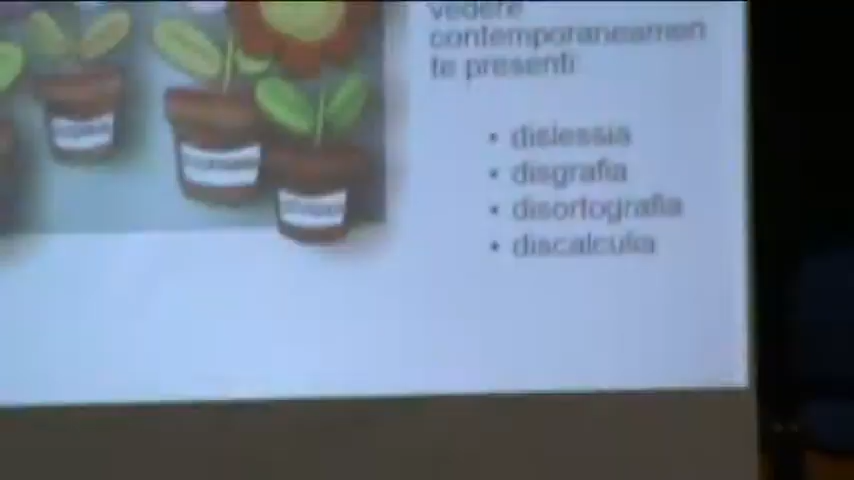 vedere
contemporaneamen
te presenti
• dislessia
• disgrafia
• disortografia
• discalculia